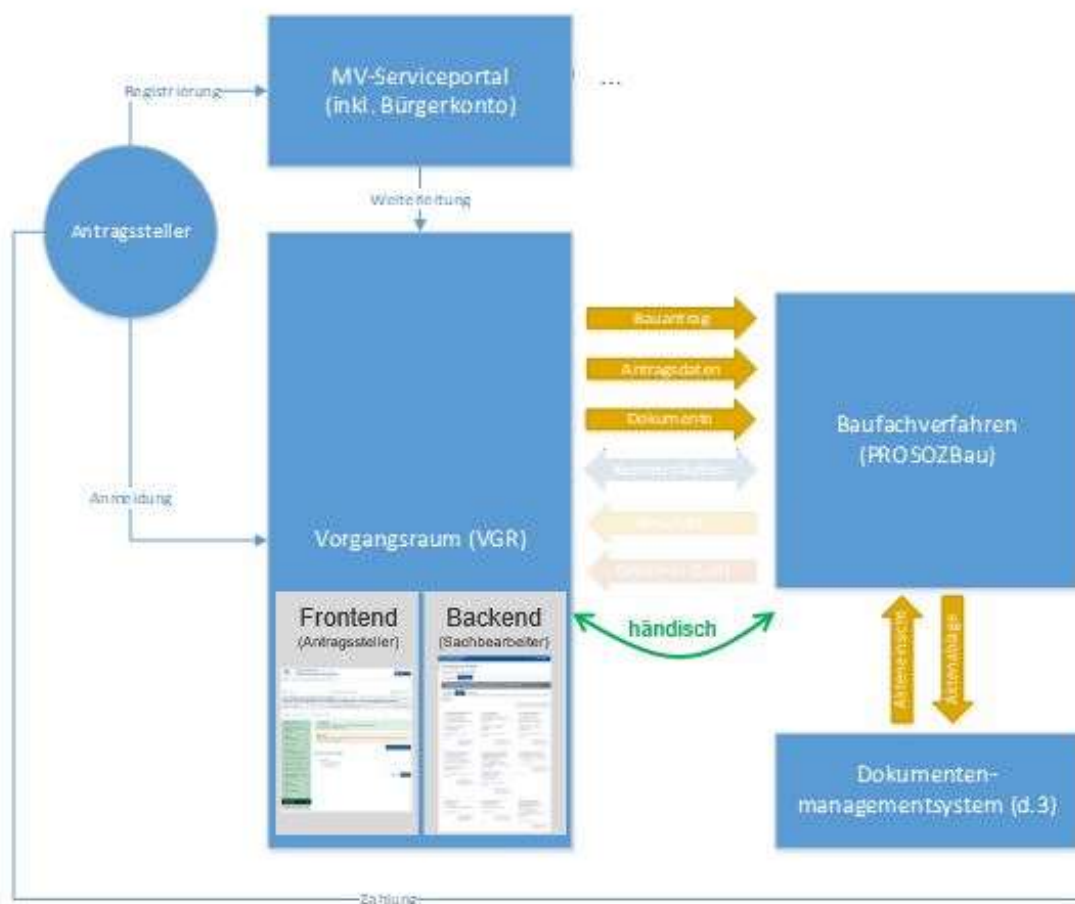 MV-Serviceportal
(inkl. Bürgerkonto)
...
Registrierung
Weiterleitung
Antragssteller
Bauantrag
Antragsdaten
Dokumente
Baufachverfahren
(PROSOZBau)
Anmeldung
Vorgangsraum (VGR)
Frontend
(Antragssteller)
Backend
(Sachbearbeiter)
händisch
Akteneinsicht
Aktenablage
Dokumenten-
managementsystem (d.3)
Zahlung